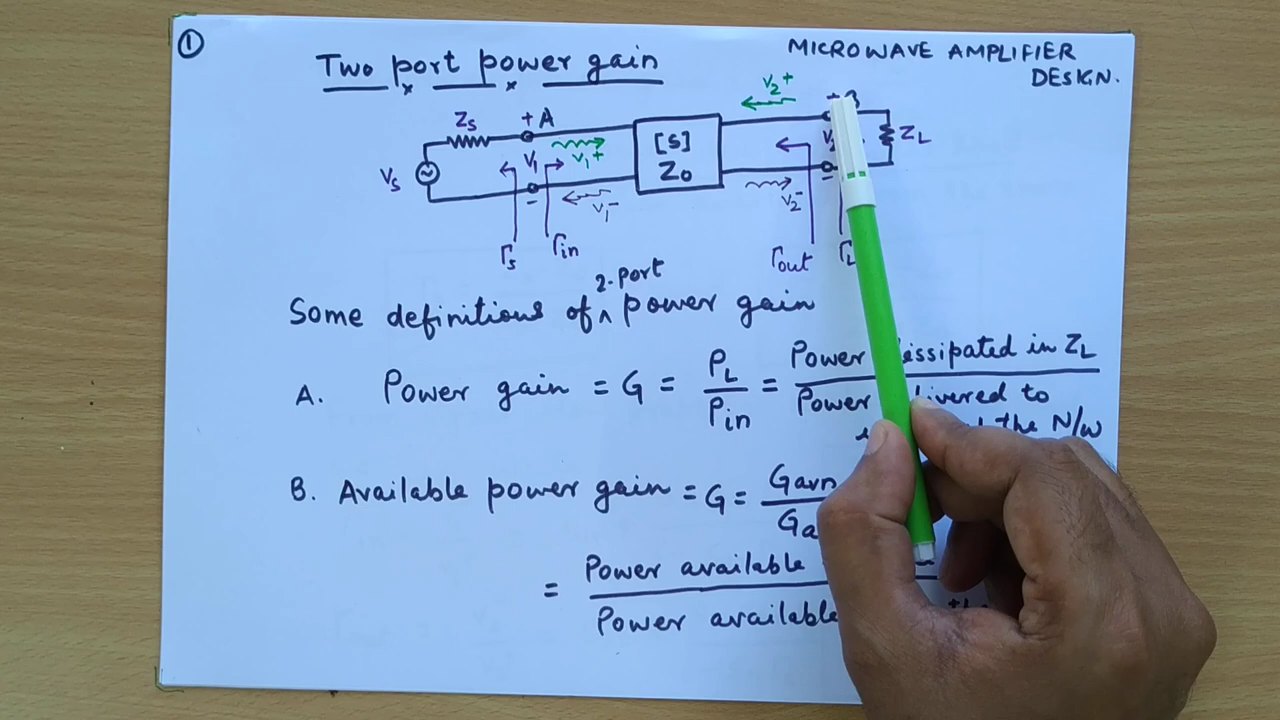 ①
Two port power gain
MICROWAVE AMPLIFIER
DESIGN.
V2+
Zs + A
[S]
Z0
ZL
Vs
V1
V1+
V1-
V2-
Γs Γin
Γout
2-port
Some definitions of ∧ power gain
A. Power gain = G = PL/Pin = Power dissipated in ZL / Power delivered to
the N/w
B. Available power gain = G = Gavn
= Power available
Power available